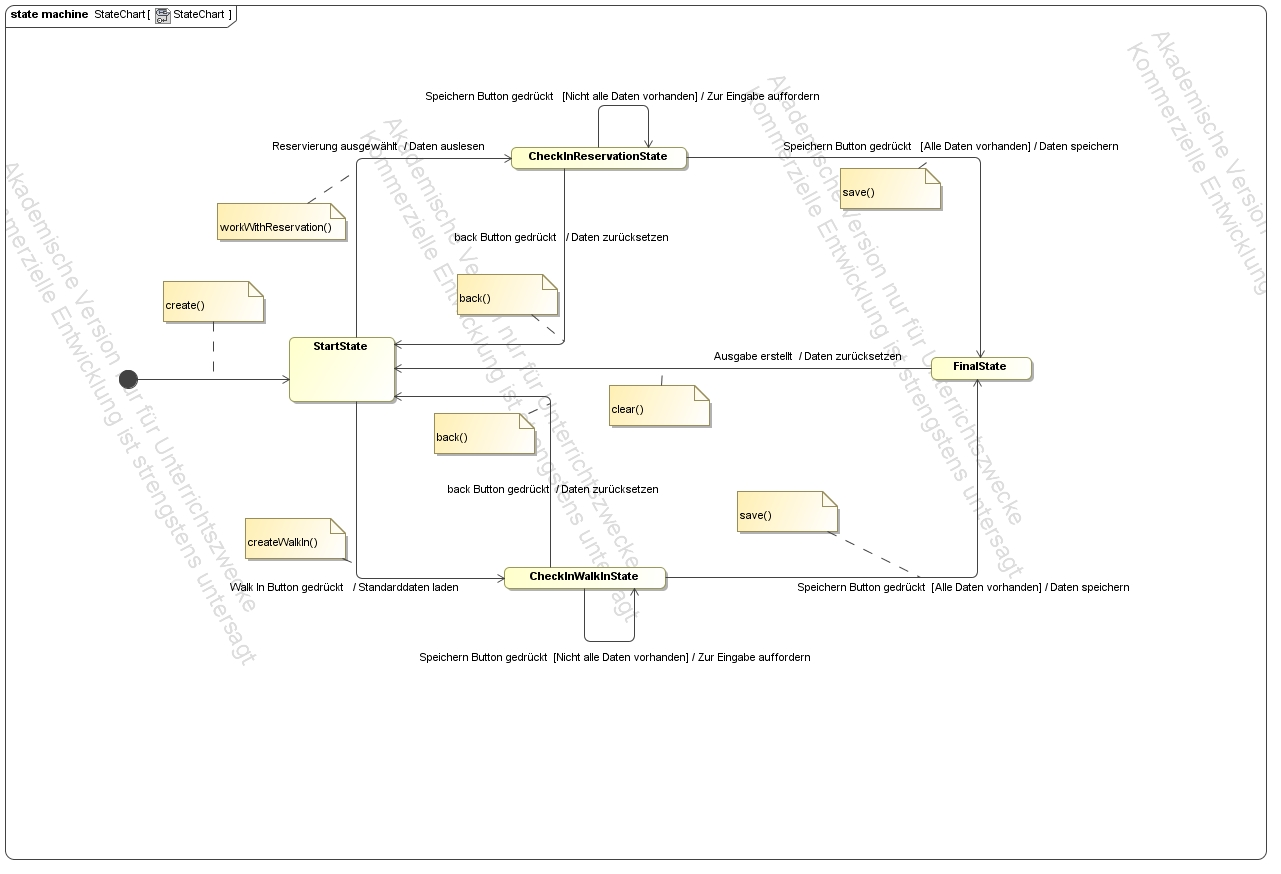 state machine StateChart [ StateChart ]
Speichern Button gedrückt [Nicht alle Daten vorhanden] / Zur Eingabe auffordern
Reservierung ausgewählt / Daten auslesen
CheckInReservationState
Speichern Button gedrückt [Alle Daten vorhanden] / Daten speichern
save()
workWithReservation()
back Button gedrückt / Daten zurücksetzen
create()
back()
StartState
Ausgabe erstellt / Daten zurücksetzen
FinalState
clear()
back()
back Button gedrückt / Daten zurücksetzen
save()
createWalkIn()
CheckInWalkInState
Walk In Button gedrückt / Standarddaten laden
Speichern Button gedrückt [Alle Daten vorhanden] / Daten speichern
Speichern Button gedrückt [Nicht alle Daten vorhanden] / Zur Eingabe auffordern
Akademische Version nur für Unterrichtszwecke
Entwicklung ist strengstens untersagt
Akademische Version nur für Unterrichtszwecke
Kommerzielle Entwicklung ist strengstens untersagt
Akademische Version nur für Unterrichtszwecke
Kommerzielle Entwicklung ist strengstens untersagt
Akademische Version
Kommerzielle Entwicklung